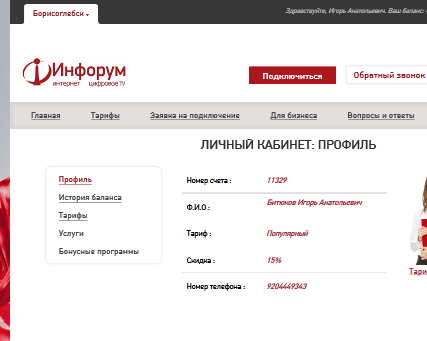 Борисоглебск
Здравствуйте, Игорь Анатольевич. Ваш баланс:
Инфорум
интернет цифровое TV
Подключиться
Обратный звонок
Главная Тарифы Заявка на подключение Для бизнеса Вопросы и ответы
ЛИЧНЫЙ КАБИНЕТ: ПРОФИЛЬ
Профиль
История баланса
Тарифы
Услуги
Бонусные программы
Номер счета : 11329
Ф.И.О : Битюков Игорь Анатольевич
Тариф : Популярный
Скидка : 15%
Номер телефона : 9204449343
Тари